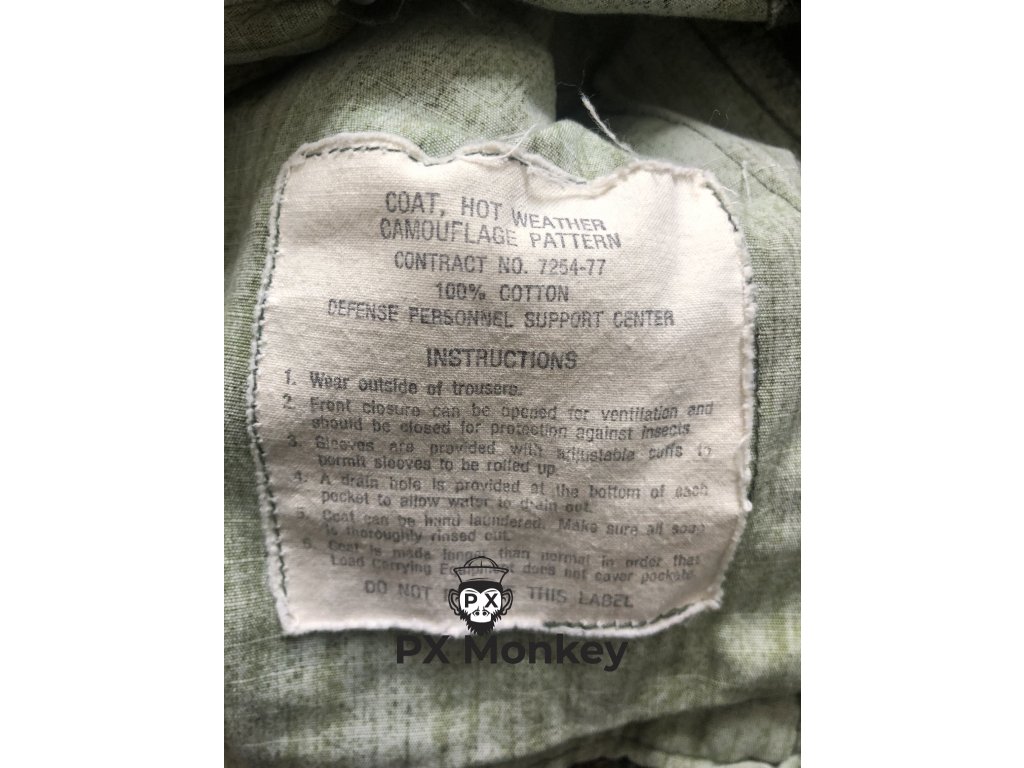 COAT, HOT WEATHER
CAMOUFLAGE PATTERN
CONTRACT NO. 7254-77
100% COTTON
DEFENSE PERSONNEL SUPPORT CENTER
INSTRUCTIONS
1. Wear outside of trousers.
2. Front closure can be opened for ventilation and
should be closed for protection against insects.
3. Sleeves are provided with adjustable cuffs to
permit sleeves to be rolled up.
4. A drain hole is provided at the bottom of each
pocket to allow water to drain out.
5. Coat can be hand laundered. Make sure all soap
is thoroughly rinsed out.
6. Coat is made longer than normal in order that
Load Carrying Equipment does not cover pockets.
DO NOT THIS LABEL
PX
PX Monkey